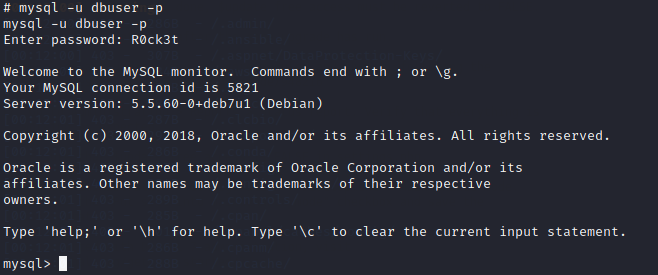 # mysql -u dbuser -p
mysql -u dbuser -p
Enter password: R0ck3t
Welcome to the MySQL monitor.  Commands end with ; or \g.
Your MySQL connection id is 5821
Server version: 5.5.60-0+deb7u1 (Debian)
Copyright (c) 2000, 2018, Oracle and/or its affiliates. All rights reserved.
Oracle is a registered trademark of Oracle Corporation and/or its
affiliates. Other names may be trademarks of their respective
owners.
Type 'help;' or '\h' for help. Type '\c' to clear the current input statement.
mysql>